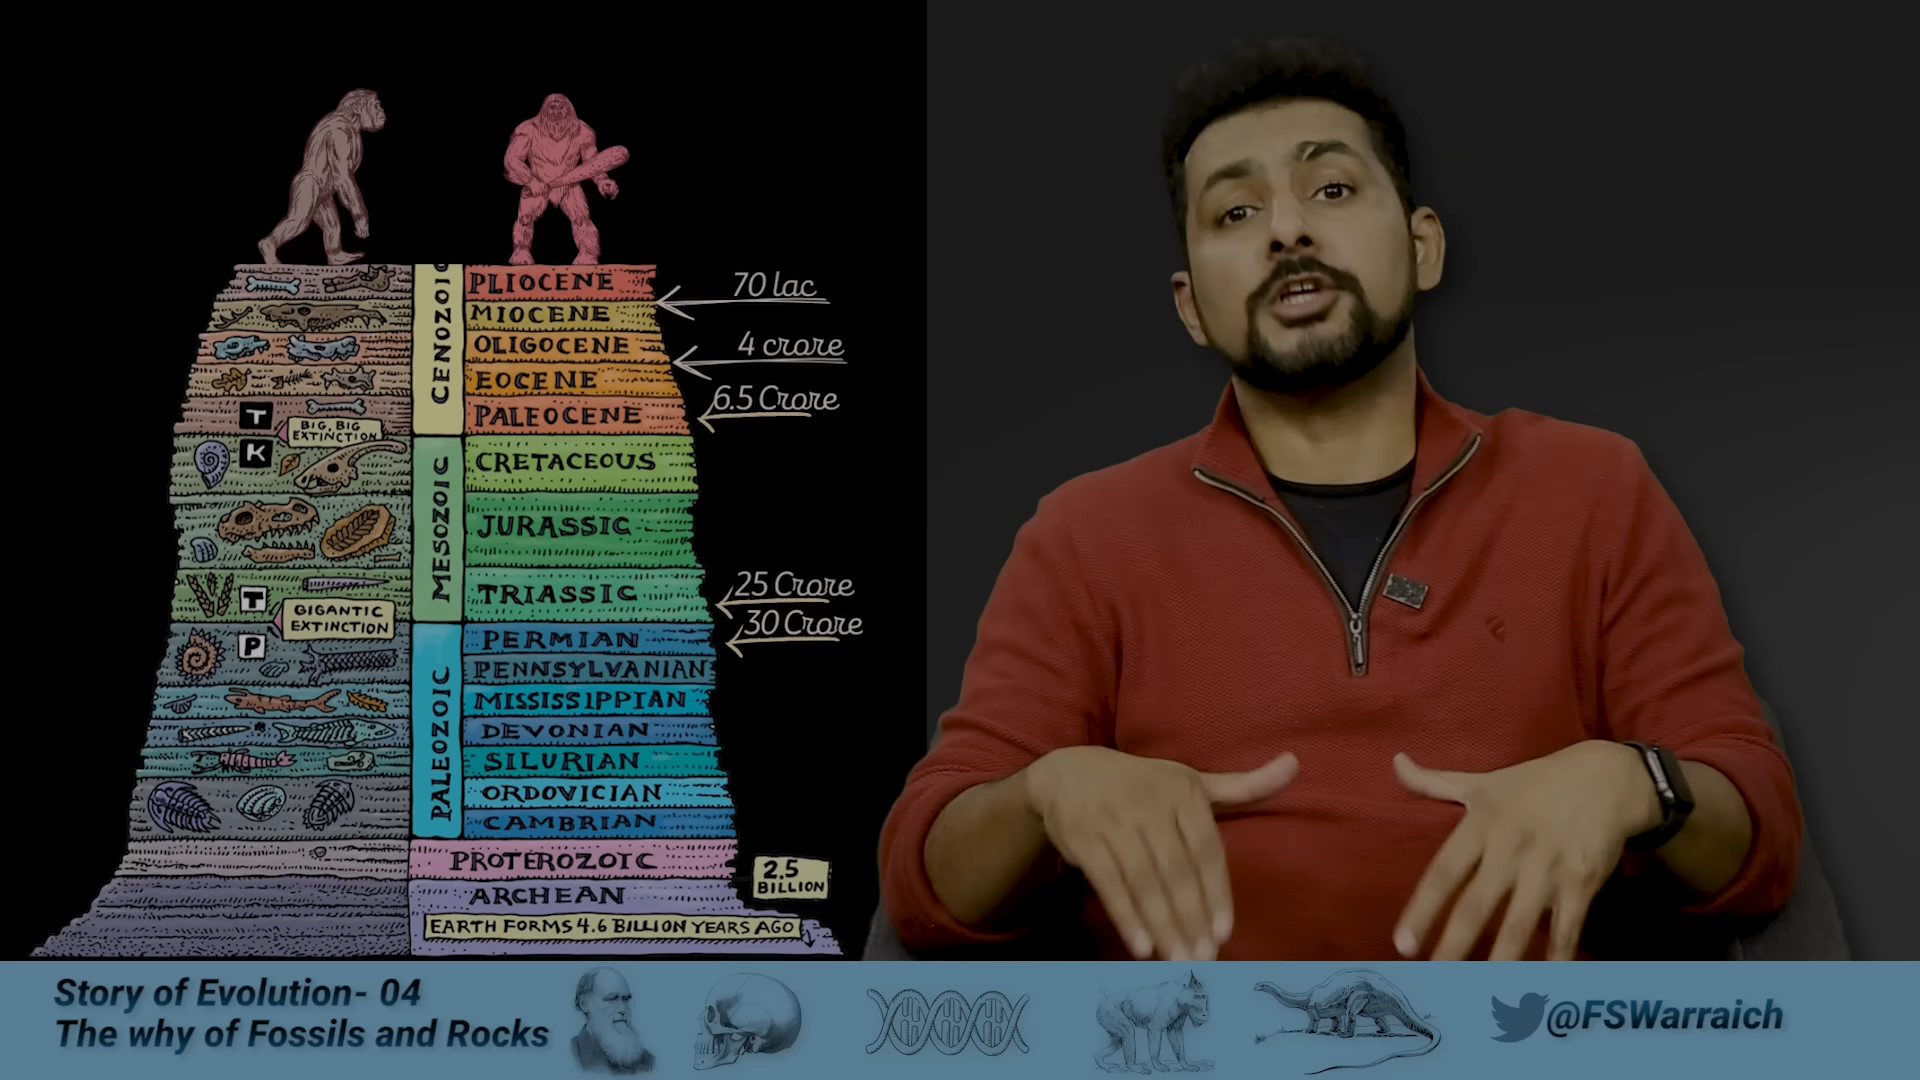 CENOZOIC
PLIOCENE
70 lac
MIOCENE
OLIGOCENE
4 crore
EOCENE
6.5 Crore
T
PALEOCENE
BIG, BIG
EXTINCTION
K
MESOZOIC
CRETACEOUS
JURASSIC
25 Crore
T
TRIASSIC
GIGANTIC
EXTINCTION
30 Crore
P
PALEOZOIC
PERMIAN
PENNSYLVANIAN
MISSISSIPPIAN
DEVONIAN
SILURIAN
ORDOVICIAN
CAMBRIAN
PROTEROZOIC
2.5
BILLION
ARCHEAN
EARTH FORMS 4.6 BILLION YEARS AGO
Story of Evolution- 04
The why of Fossils and Rocks
@FSWarraich